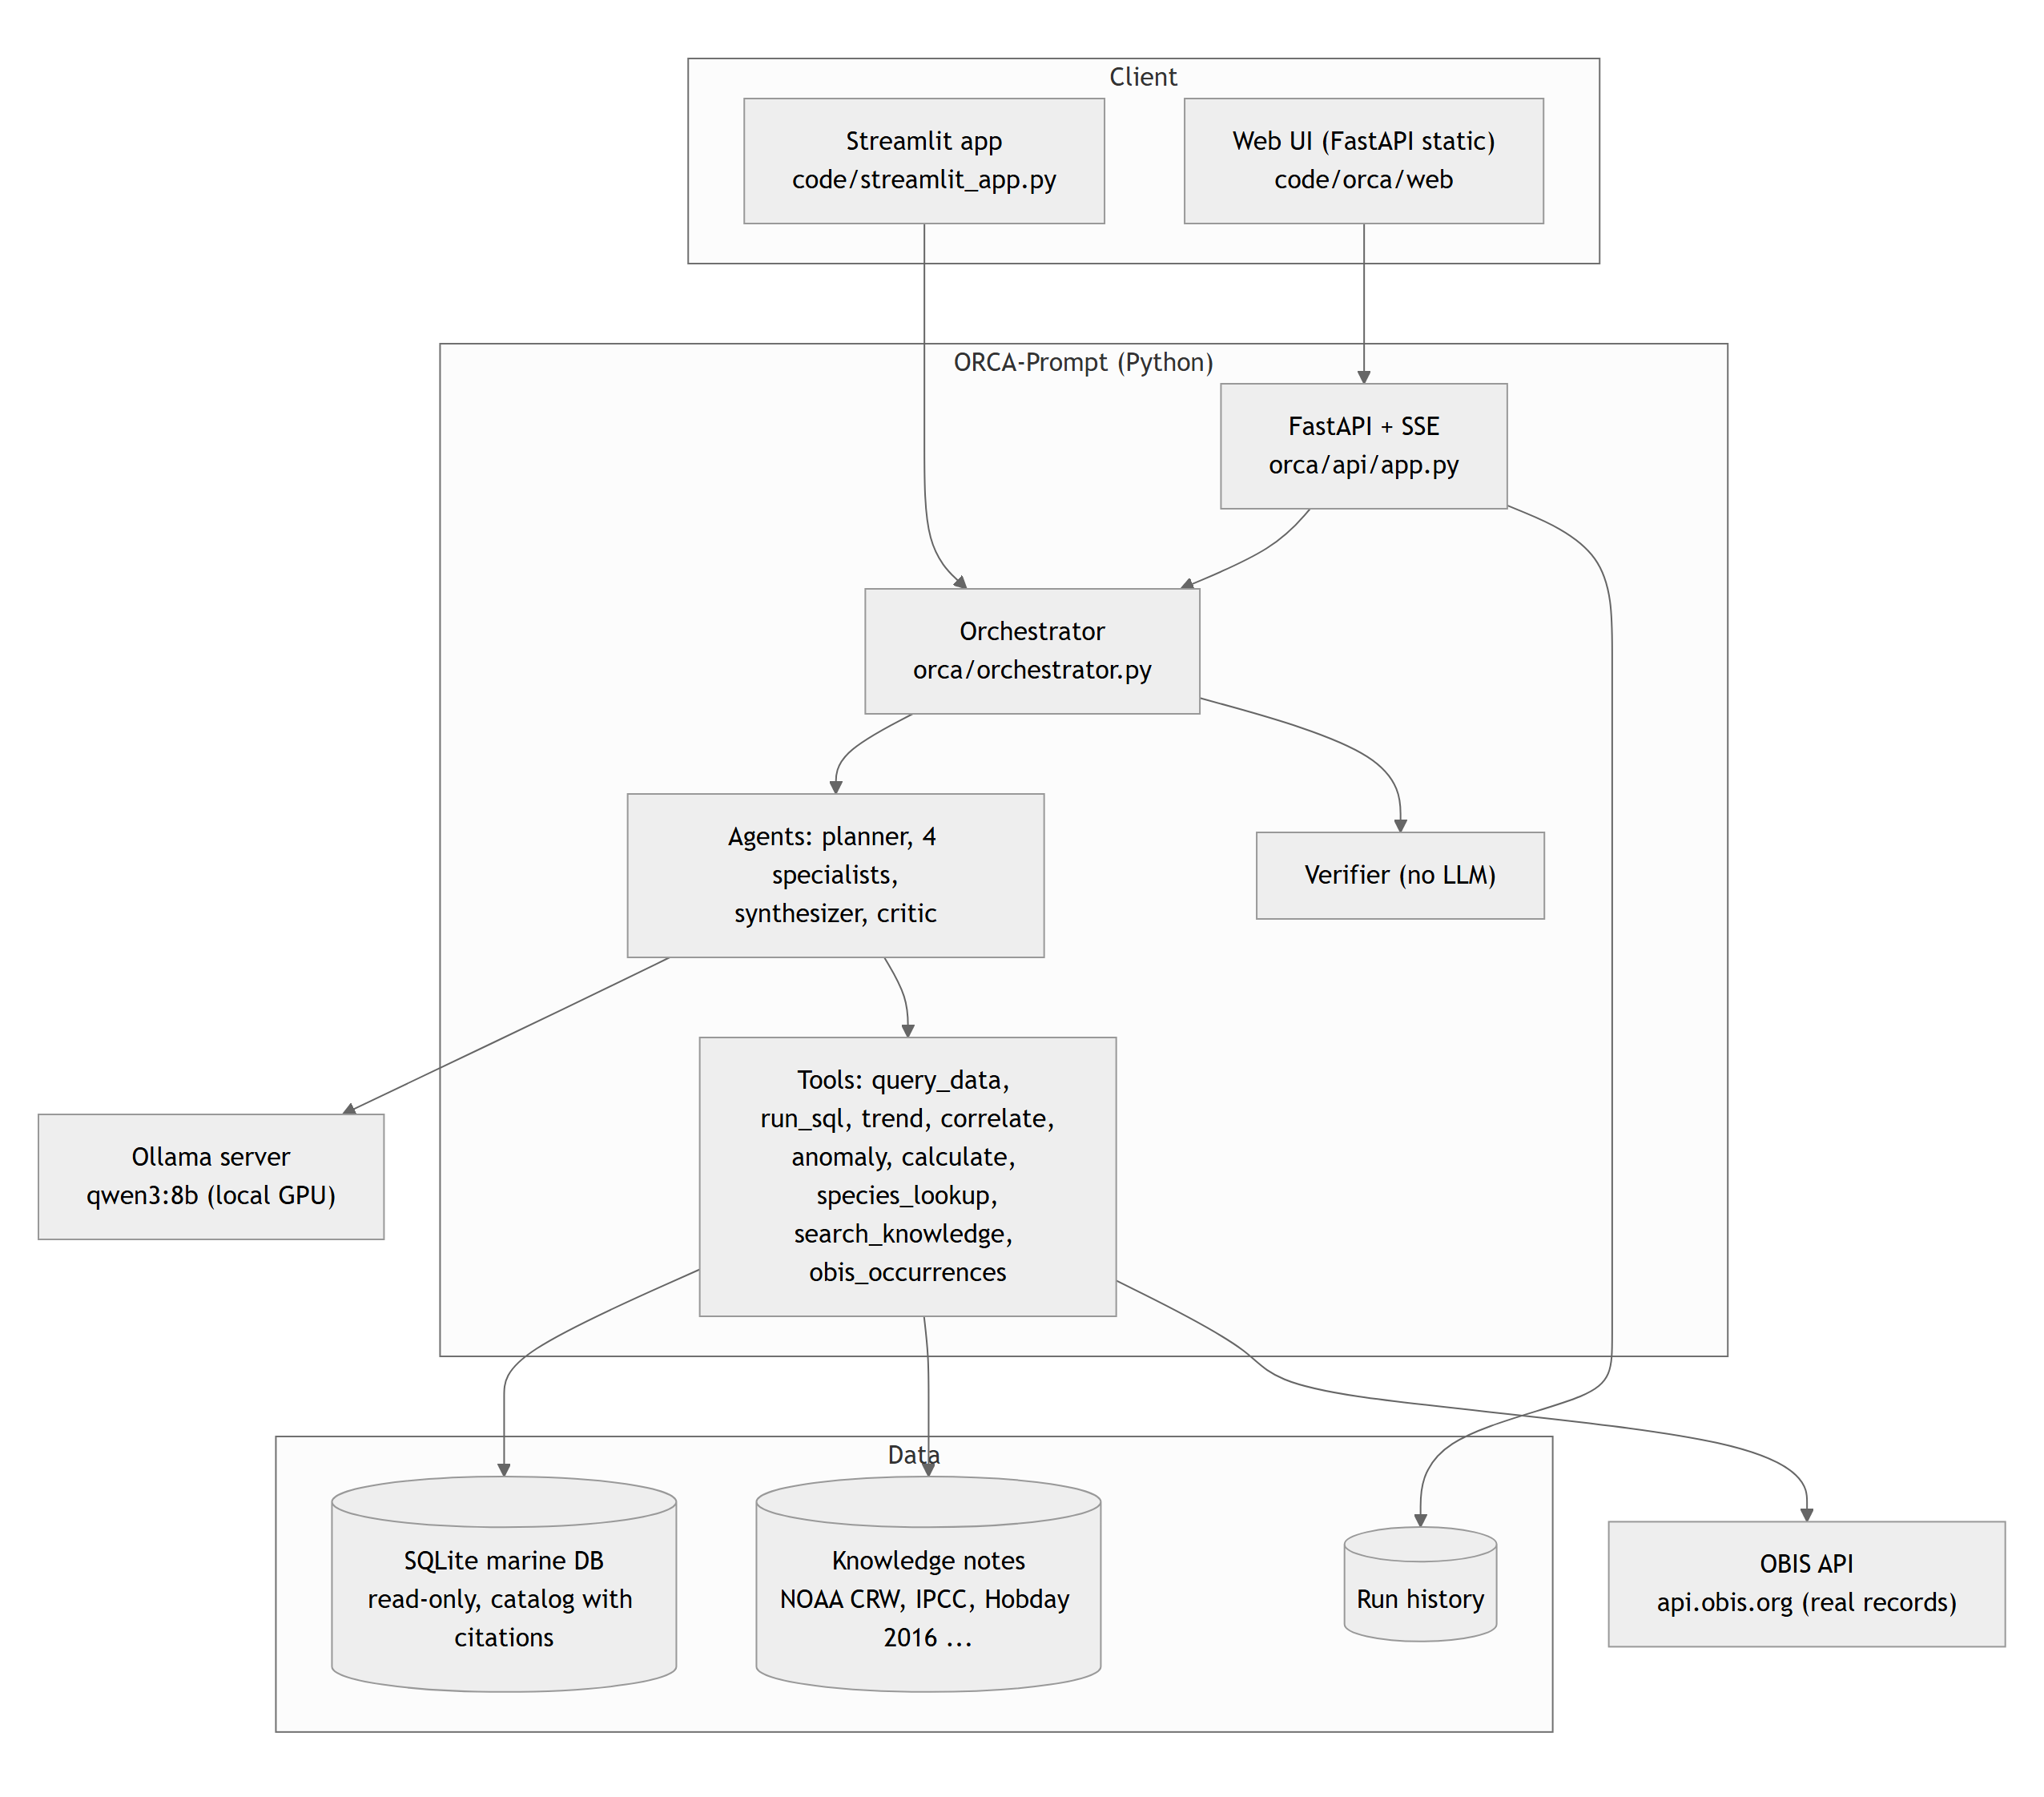 Client
Streamlit app
code/streamlit_app.py
Web UI (FastAPI static)
code/orca/web
ORCA-Prompt (Python)
FastAPI + SSE
orca/api/app.py
Orchestrator
orca/orchestrator.py
Agents: planner, 4
specialists,
synthesizer, critic
Verifier (no LLM)
Tools: query_data,
run_sql, trend, correlate,
anomaly, calculate,
species_lookup,
search_knowledge,
obis_occurrences
Ollama server
qwen3:8b (local GPU)
Data
SQLite marine DB
read-only, catalog with
citations
Knowledge notes
NOAA CRW, IPCC, Hobday
2016 ...
Run history
OBIS API
api.obis.org (real records)